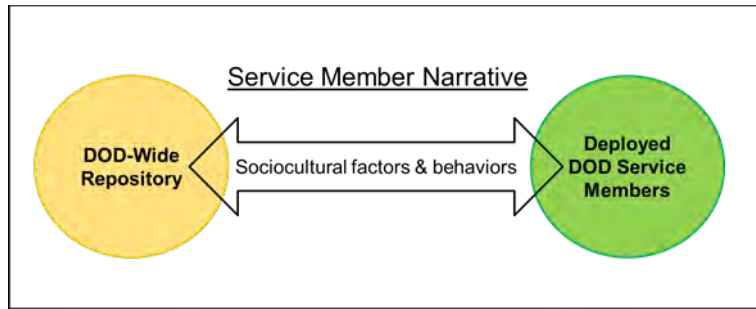 Service Member Narrative
DOD-Wide
Repository
Sociocultural factors & behaviors
Deployed
DOD Service
Members